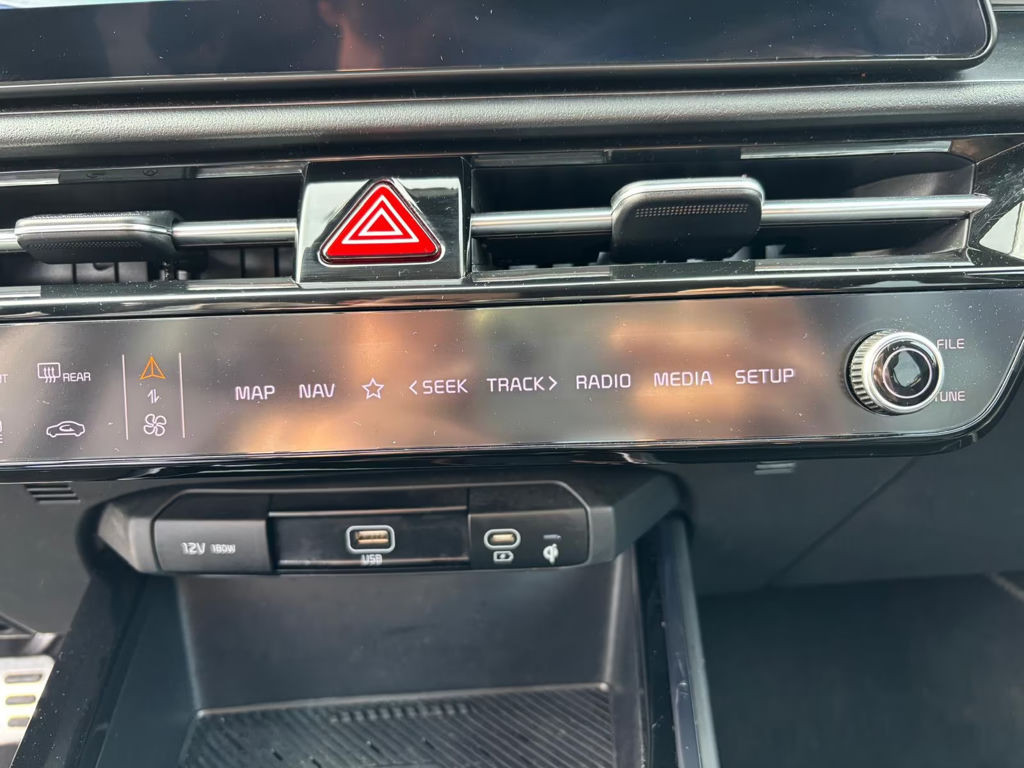 REAR
MAP NAV < SEEK TRACK > RADIO MEDIA SETUP
FILE
TUNE
12V 180W
USB